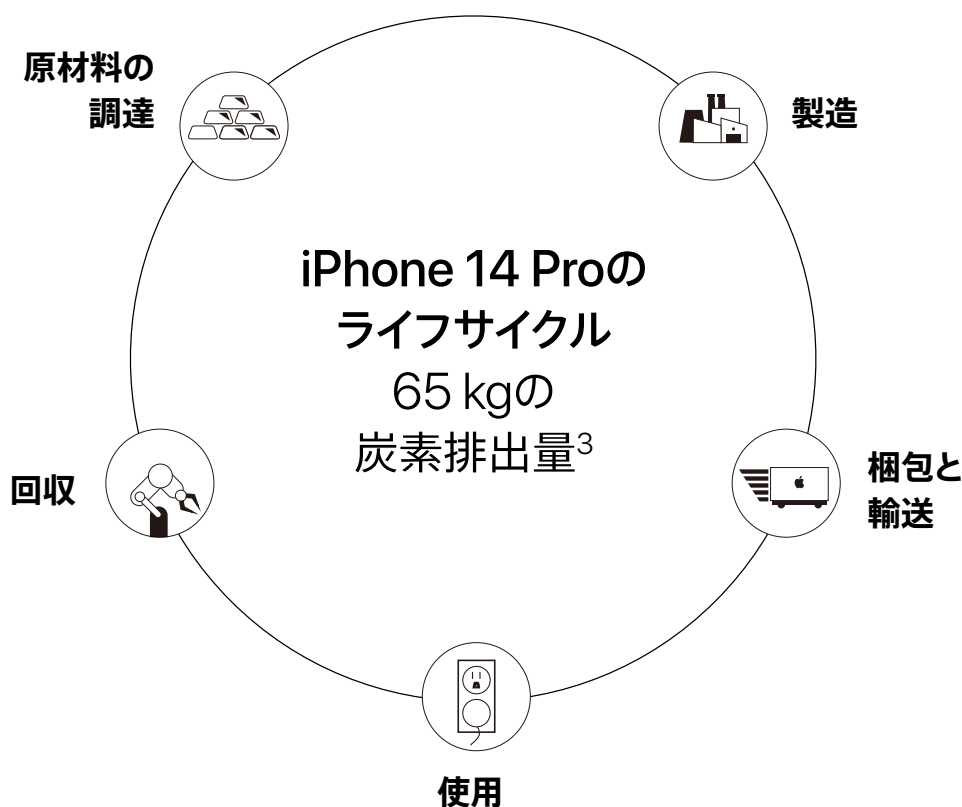 原材料の
調達
製造
iPhone 14 Proの
ライフサイクル
65 kgの
炭素排出量3
回収
梱包と
輸送
使用